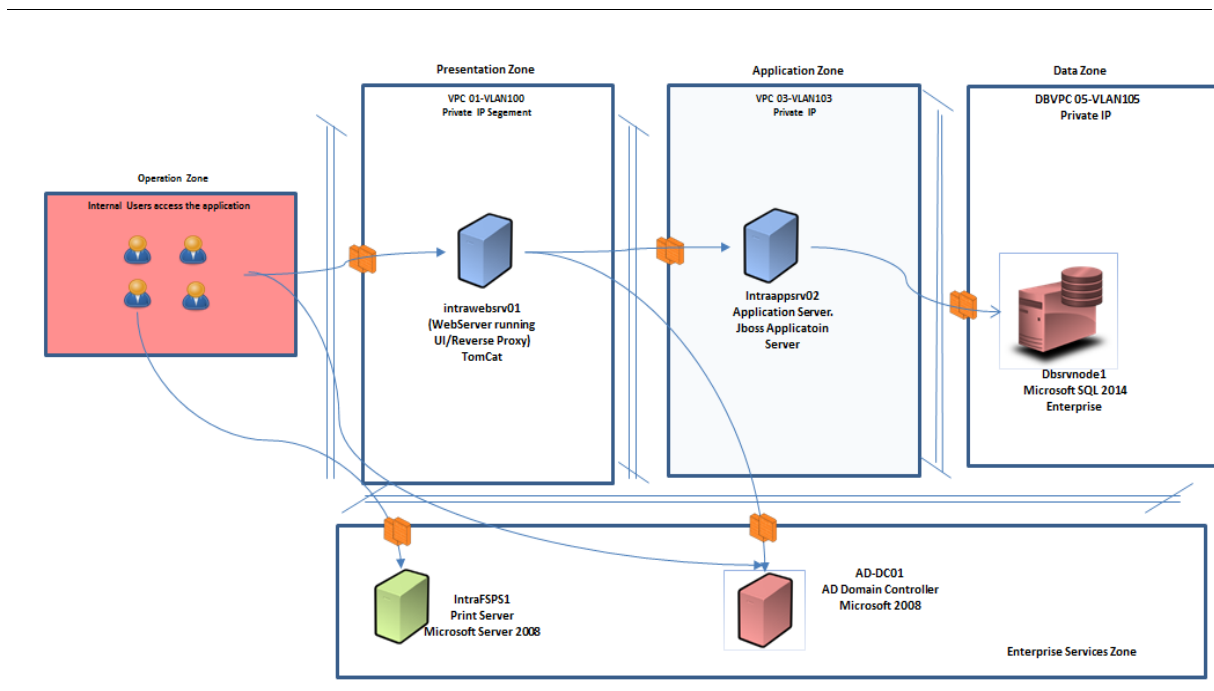 Presentation Zone
Application Zone
Data Zone
VPC 01-VLAN100
Private IP Segement
VPC 03-VLAN103
Private IP
DBVPC 05-VLAN105
Private IP
Operation Zone
Internal Users access the application
intrawebsrv01
(WebServer running
UI/Reverse Proxy)
TomCat
Intraappsrv02
Application Server.
Jboss Applicatoin
Server
Dbsrvnode1
Microsoft SQL 2014
Enterprise
IntraFSPS1
Print Server
Microsoft Server 2008
AD-DC01
AD Domain Controller
Microsoft 2008
Enterprise Services Zone